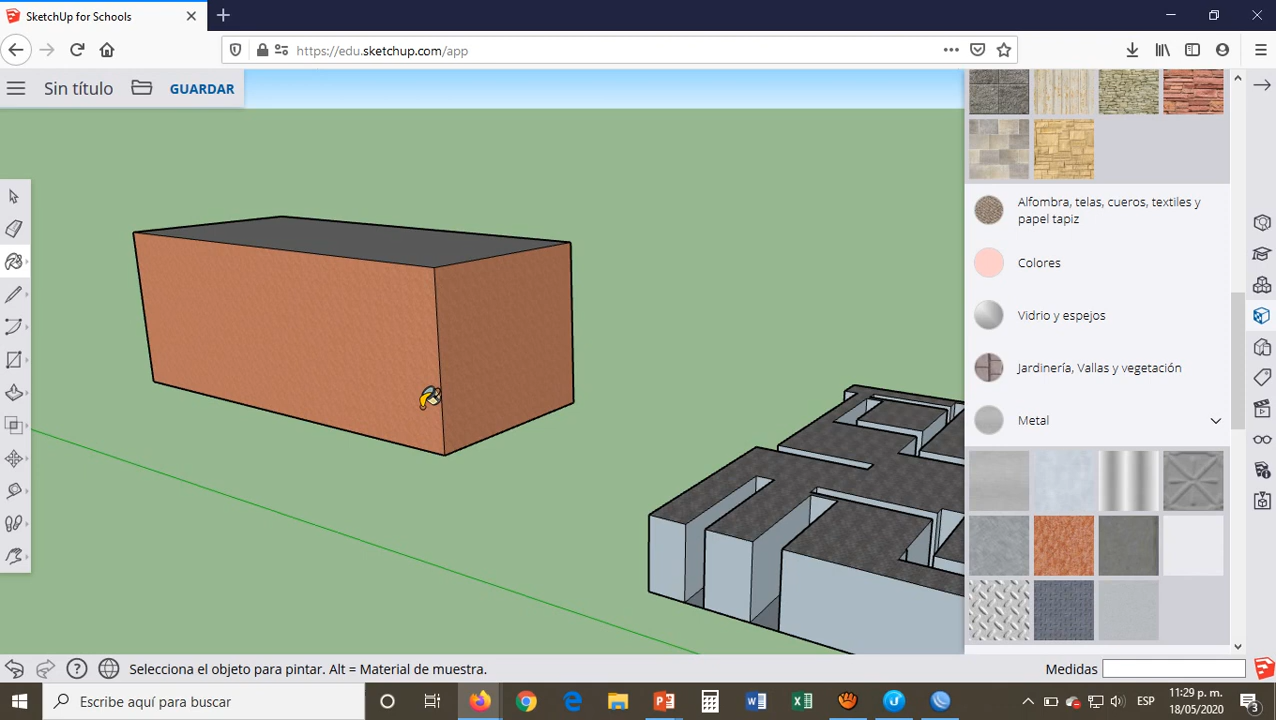 SketchUp for Schools
https://edu.sketchup.com/app
Sin título
GUARDAR
Alfombra, telas, cueros, textiles y
papel tapiz
Colores
Vidrio y espejos
Jardinería, Vallas y vegetación
Metal
Selecciona el objeto para pintar. Alt = Material de muestra.
Medidas
Escribe aquí para buscar
ESP
11:29 p. m.
18/05/2020
3